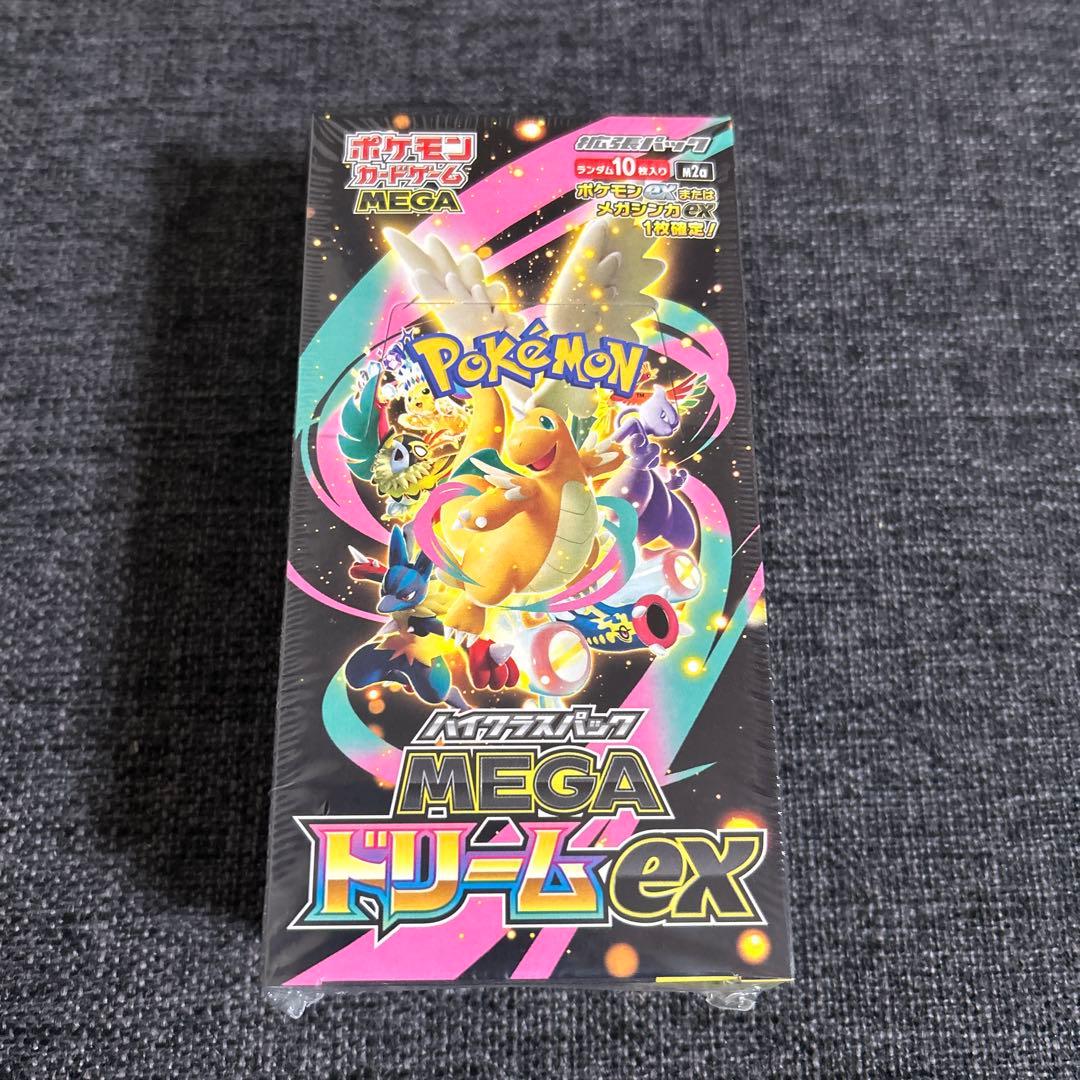 ポケモン
カードゲーム
MEGA
拡張パック
ランダム10枚入り M2a
ポケモンexまたは
メガシンカex
1枚確定!
POKéMON
TM
ハイクラスパック
MEGA
ドリームex